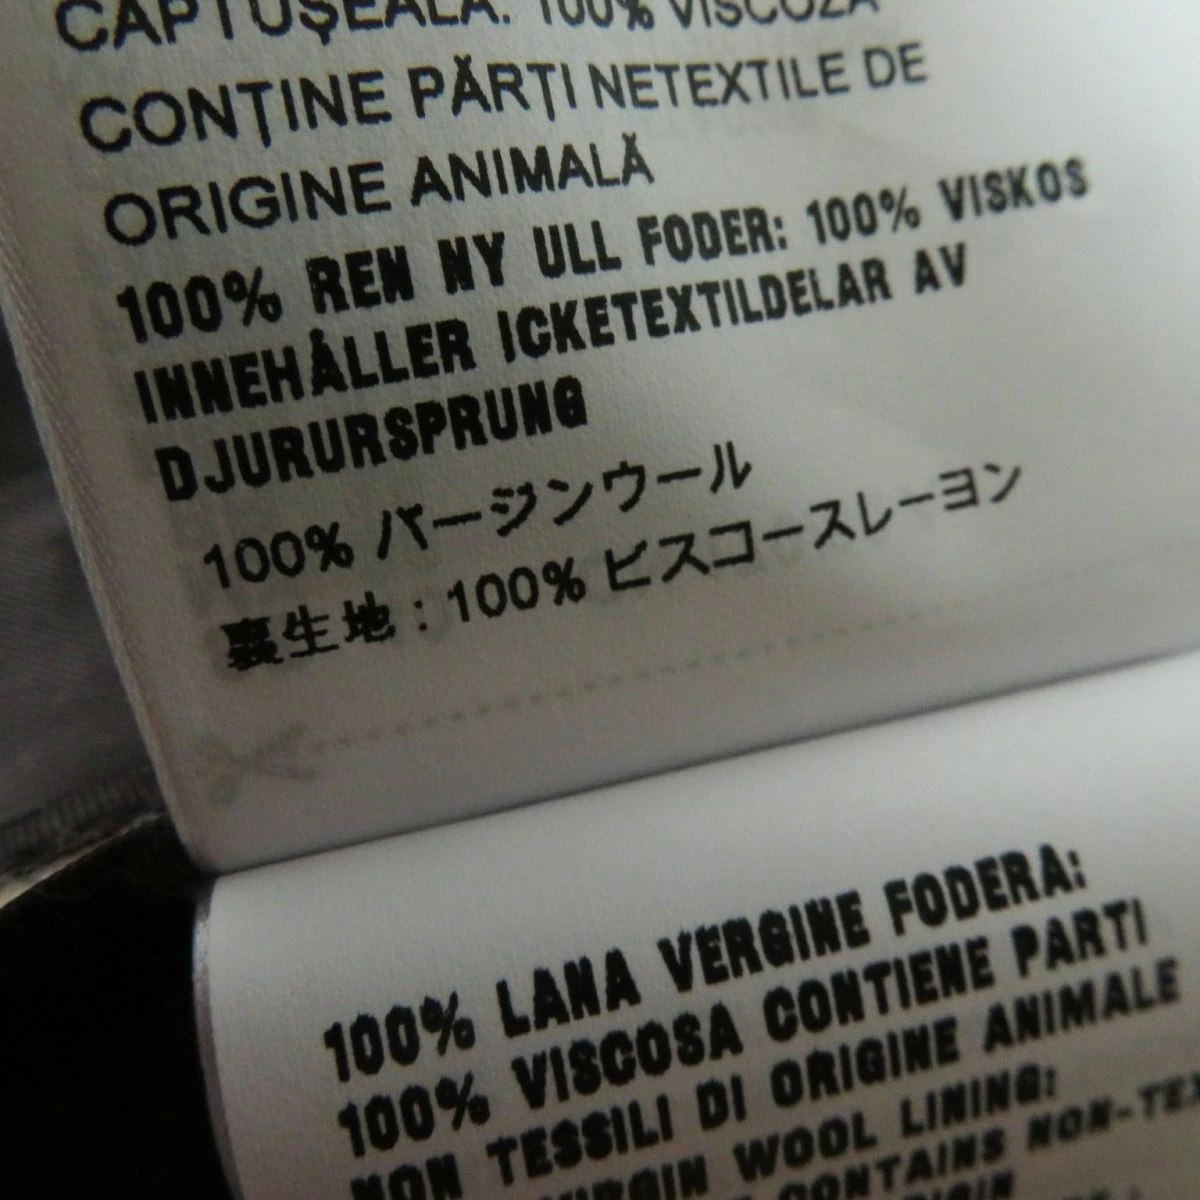 CAPTUȘEALĂ: 100% VISCOZĂ
CONȚINE PĂRȚI NETEXTILE DE
ORIGINE ANIMALĂ
100% REN NY ULL FODER: 100% VISKOS
INNEHÅLLER ICKETEXTILDELAR AV
DJURURSPRUNG
100% バージンウール
裏生地 : 100% ビスコースレーヨン
100% LANA VERGINE FODERA:
100% VISCOSA CONTIENE PARTI
NON TESSILI DI ORIGINE ANIMALE
VIRGIN WOOL LINING:
CONTAINS NON-TEX